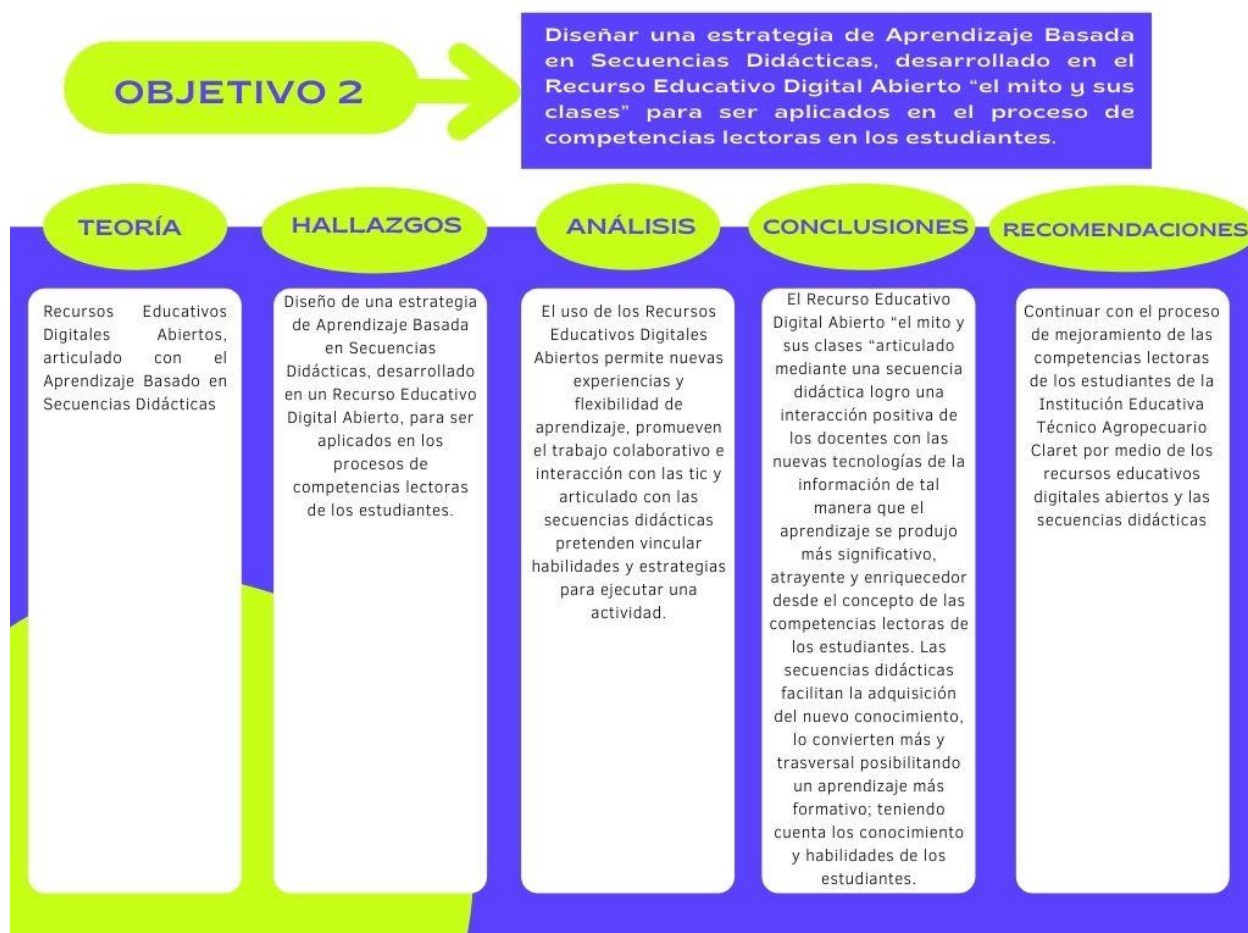 OBJETIVO 2
Diseñar una estrategia de Aprendizaje Basada
en Secuencias Didácticas, desarrollado en el
Recurso Educativo Digital Abierto “el mito y sus
clases” para ser aplicados en el proceso de
competencias lectoras en los estudiantes.
TEORÍA
Recursos Educativos
Digitales Abiertos,
articulado con el
Aprendizaje Basado en
Secuencias Didácticas
HALLAZGOS
Diseño de una estrategia
de Aprendizaje Basada
en Secuencias
Didácticas, desarrollado
en un Recurso Educativo
Digital Abierto, para ser
aplicados en los
procesos de
competencias lectoras
de los estudiantes.
ANÁLISIS
El uso de los Recursos
Educativos Digitales
Abiertos permite nuevas
experiencias y
flexibilidad de
aprendizaje, promueven
el trabajo colaborativo e
interacción con las tic y
articulado con las
secuencias didácticas
pretenden vincular
habilidades y estrategias
para ejecutar una
actividad.
CONCLUSIONES
El Recurso Educativo
Digital Abierto “el mito y
sus clases “articulado
mediante una secuencia
didáctica logro una
interacción positiva de
los docentes con las
nuevas tecnologías de la
información de tal
manera que el
aprendizaje se produjo
más significativo,
atrayente y enriquecedor
desde el concepto de las
competencias lectoras de
los estudiantes. Las
secuencias didácticas
facilitan la adquisición
del nuevo conocimiento,
lo convierten más y
trasversal posibilitando
un aprendizaje más
formativo; teniendo
cuenta los conocimiento
y habilidades de los
estudiantes.
RECOMENDACIONES
Continuar con el proceso
de mejoramiento de las
competencias lectoras
de los estudiantes de la
Institución Educativa
Técnico Agropecuario
Claret por medio de los
recursos educativos
digitales abiertos y las
secuencias didácticas